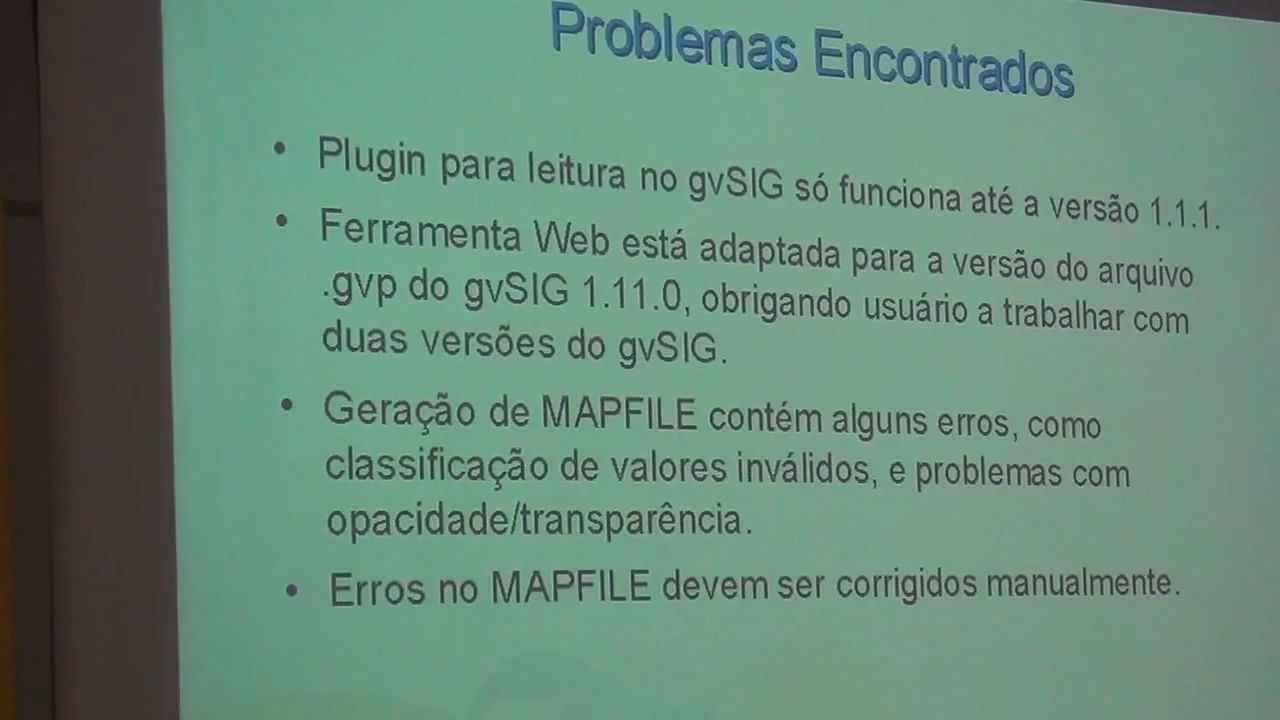 Problemas Encontrados
• Plugin para leitura no gvSIG só funciona até a versão 1.1.1.
• Ferramenta Web está adaptada para a versão do arquivo
.gvp do gvSIG 1.11.0, obrigando usuário a trabalhar com
duas versões do gvSIG.
• Geração de MAPFILE contém alguns erros, como
classificação de valores inválidos, e problemas com
opacidade/transparência.
• Erros no MAPFILE devem ser corrigidos manualmente.